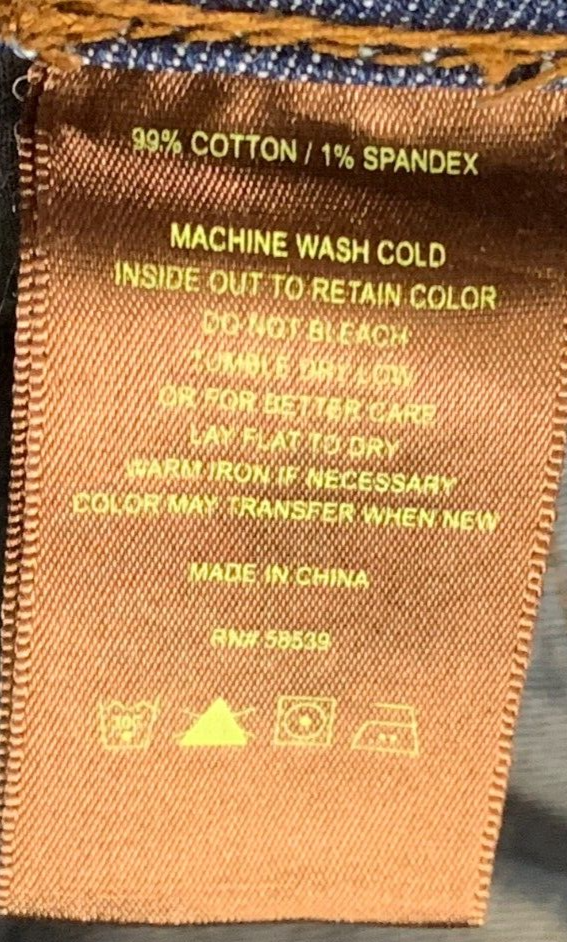 99% COTTON / 1% SPANDEX
MACHINE WASH COLD
INSIDE OUT TO RETAIN COLOR
DO NOT BLEACH
TUMBLE DRY LOW
OR FOR BETTER CARE
LAY FLAT TO DRY
WARM IRON IF NECESSARY
COLOR MAY TRANSFER WHEN NEW
MADE IN CHINA
RN# 58539